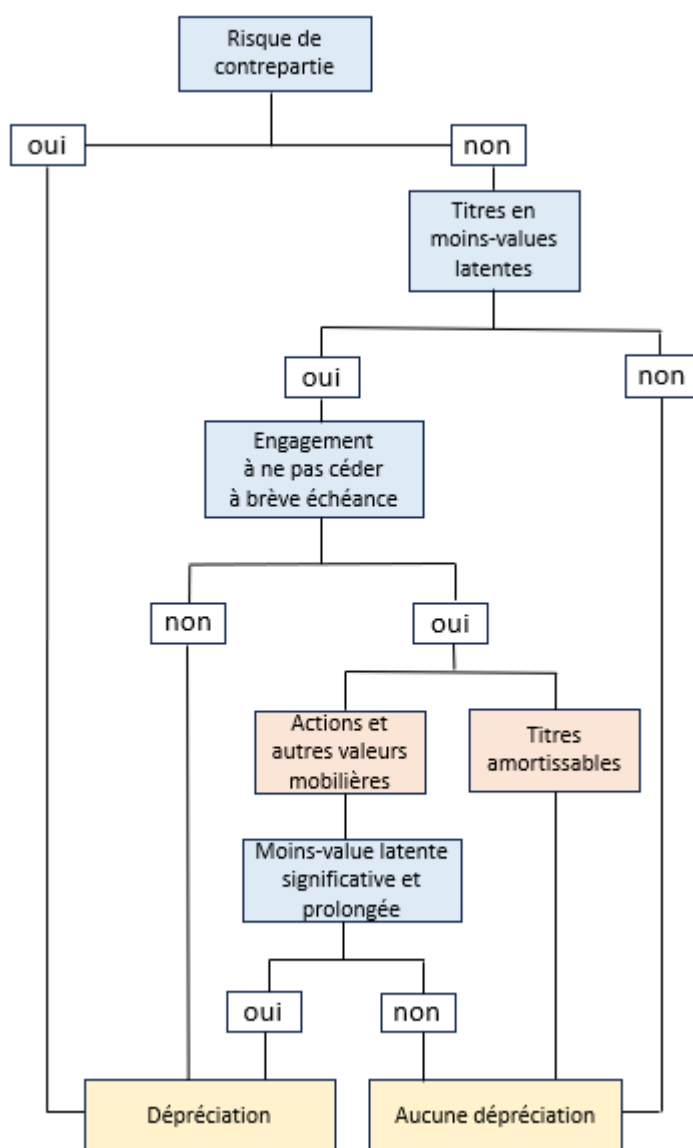 Risque de
contrepartie
oui
non
Titres en
moins-values
latentes
oui
non
Engagement
à ne pas céder
à brève échéance
non
oui
Actions et
autres valeurs
mobilières
Titres
amortissables
Moins-value latente
significative et
prolongée
oui
non
Dépréciation
Aucune dépréciation